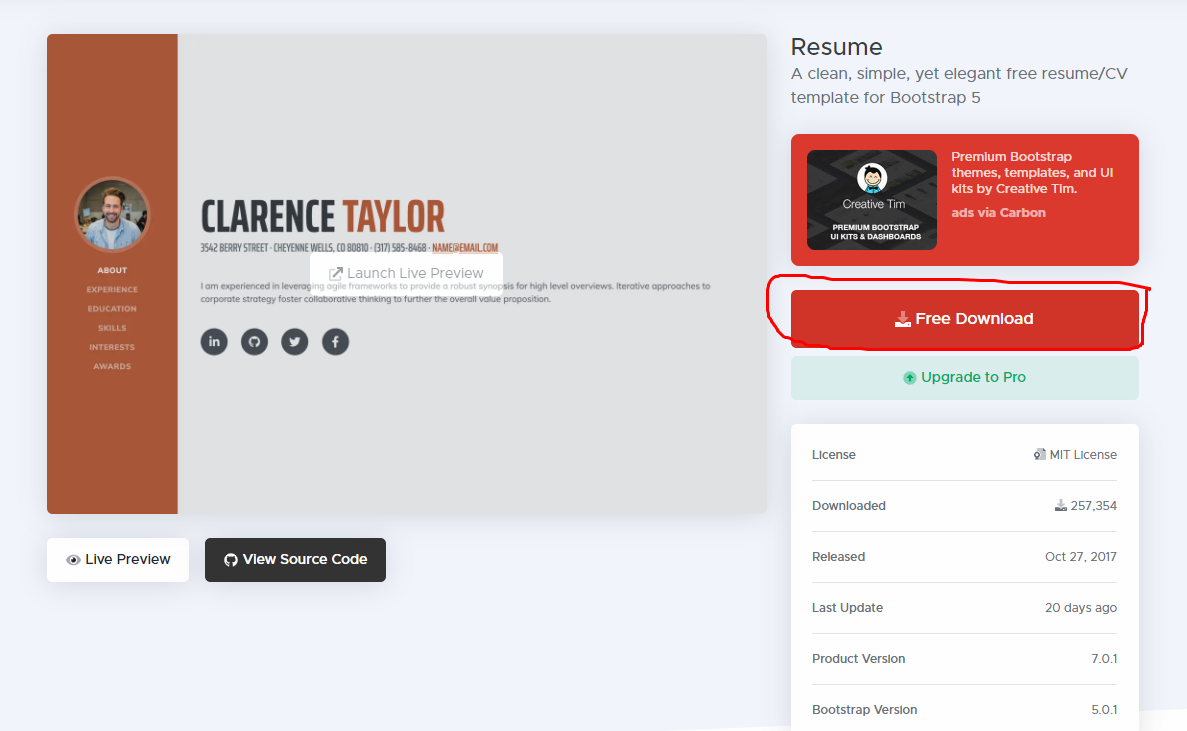 CLARENCE TAYLOR
3542 BERRY STREET · CHEYENNE WELLS, CO 80810 · (317) 585-8468 · NAME@EMAIL.COM
Launch Live Preview
I am experienced in leveraging agile frameworks to provide a robust synopsis for high level overviews. Iterative approaches to
corporate strategy foster collaborative thinking to further the overall value proposition.
in
ABOUT
EXPERIENCE
EDUCATION
SKILLS
INTERESTS
AWARDS
Live Preview
View Source Code
Resume
A clean, simple, yet elegant free resume/CV
template for Bootstrap 5
Creative Tim
PREMIUM BOOTSTRAP
UI KITS & DASHBOARDS
Premium Bootstrap
themes, templates, and UI
kits by Creative Tim.
ads via Carbon
Free Download
Upgrade to Pro
License MIT License
Downloaded 257,354
Released Oct 27, 2017
Last Update 20 days ago
Product Version 7.0.1
Bootstrap Version 5.0.1